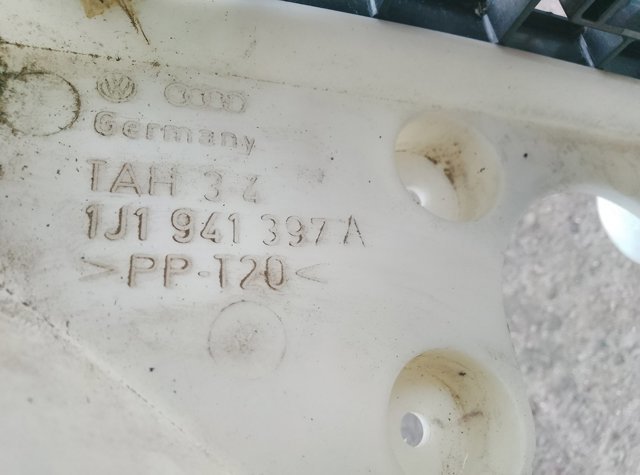 Germany
TAH 3 4
1J1 941 397 A
>PP-T20<